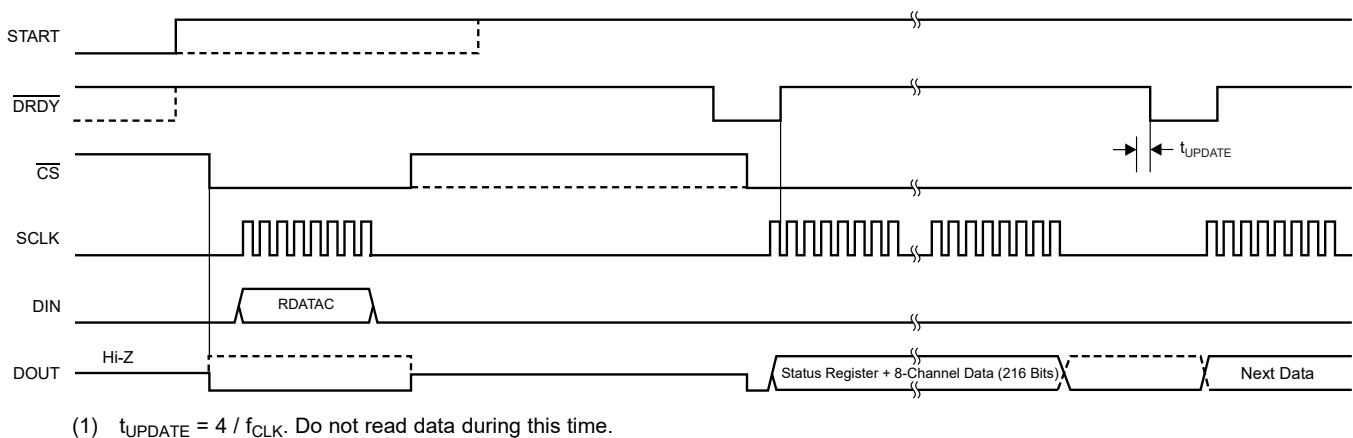 START
DRDY
tUPDATE
CS
SCLK
DIN
RDATAC
Hi-Z
DOUT
Status Register + 8-Channel Data (216 Bits)
Next Data
(1) tUPDATE = 4 / fCLK. Do not read data during this time.